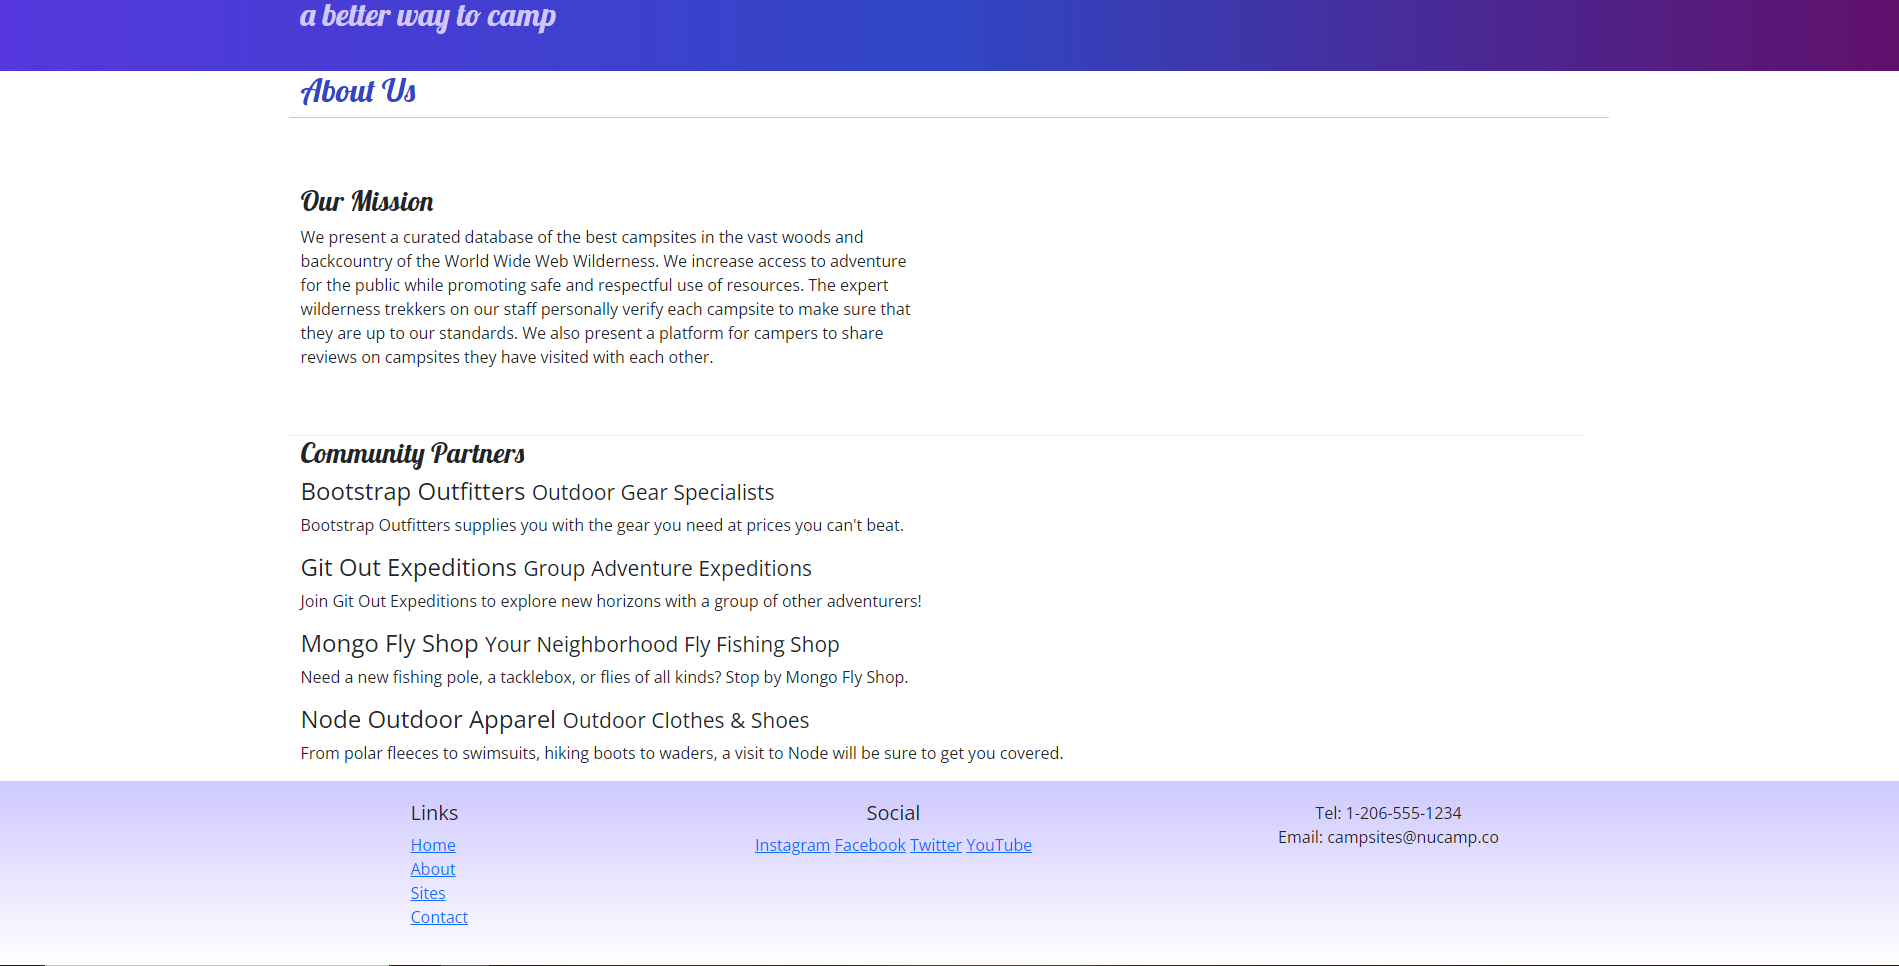 a better way to camp
About Us
Our Mission
We present a curated database of the best campsites in the vast woods and
backcountry of the World Wide Web Wilderness. We increase access to adventure
for the public while promoting safe and respectful use of resources. The expert
wilderness trekkers on our staff personally verify each campsite to make sure that
they are up to our standards. We also present a platform for campers to share
reviews on campsites they have visited with each other.
Community Partners
Bootstrap Outfitters Outdoor Gear Specialists
Bootstrap Outfitters supplies you with the gear you need at prices you can't beat.
Git Out Expeditions Group Adventure Expeditions
Join Git Out Expeditions to explore new horizons with a group of other adventurers!
Mongo Fly Shop Your Neighborhood Fly Fishing Shop
Need a new fishing pole, a tacklebox, or flies of all kinds? Stop by Mongo Fly Shop.
Node Outdoor Apparel Outdoor Clothes & Shoes
From polar fleeces to swimsuits, hiking boots to waders, a visit to Node will be sure to get you covered.
Links
Home
About
Sites
Contact
Social
Instagram Facebook Twitter YouTube
Tel: 1-206-555-1234
Email: campsites@nucamp.co